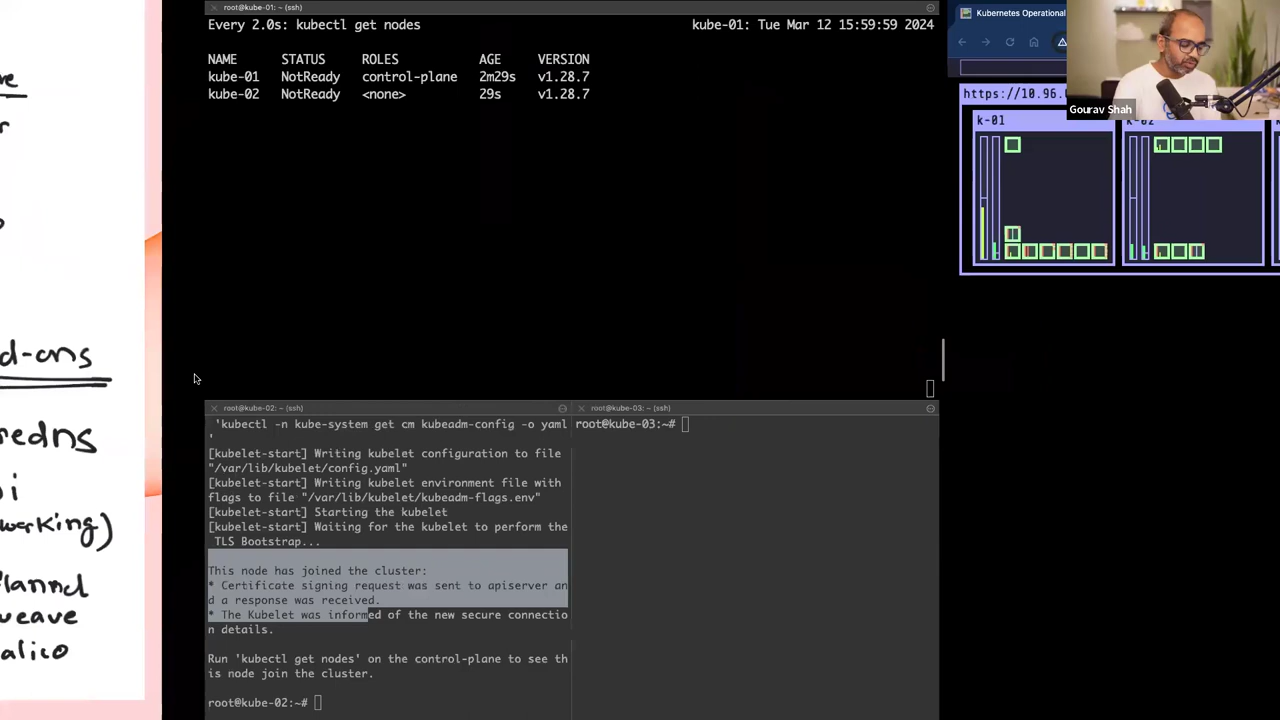 root@kube-01: ~ (ssh)
Every 2.0s: kubectl get nodes kube-01: Tue Mar 12 15:59:59 2024
NAME STATUS ROLES AGE VERSION
kube-01 NotReady control-plane 2m29s v1.28.7
kube-02 NotReady <none> 29s v1.28.7
Kubernetes Operational
Gourav Shah
https://10.96.
k-01
k-02
d-ons
redns
working)
weave
alico
root@kube-02: ~ (ssh)
'kubectl -n kube-system get cm kubeadm-config -o yaml
'
[kubelet-start] Writing kubelet configuration to file
"/var/lib/kubelet/config.yaml"
[kubelet-start] Writing kubelet environment file with
flags to file "/var/lib/kubelet/kubeadm-flags.env"
[kubelet-start] Starting the kubelet
[kubelet-start] Waiting for the kubelet to perform the
TLS Bootstrap...
This node has joined the cluster:
* Certificate signing request was sent to apiserver an
d a response was received.
* The Kubelet was informed of the new secure connectio
n details.
Run 'kubectl get nodes' on the control-plane to see th
is node join the cluster.
root@kube-02:~#
root@kube-03: ~ (ssh)
root@kube-03:~#